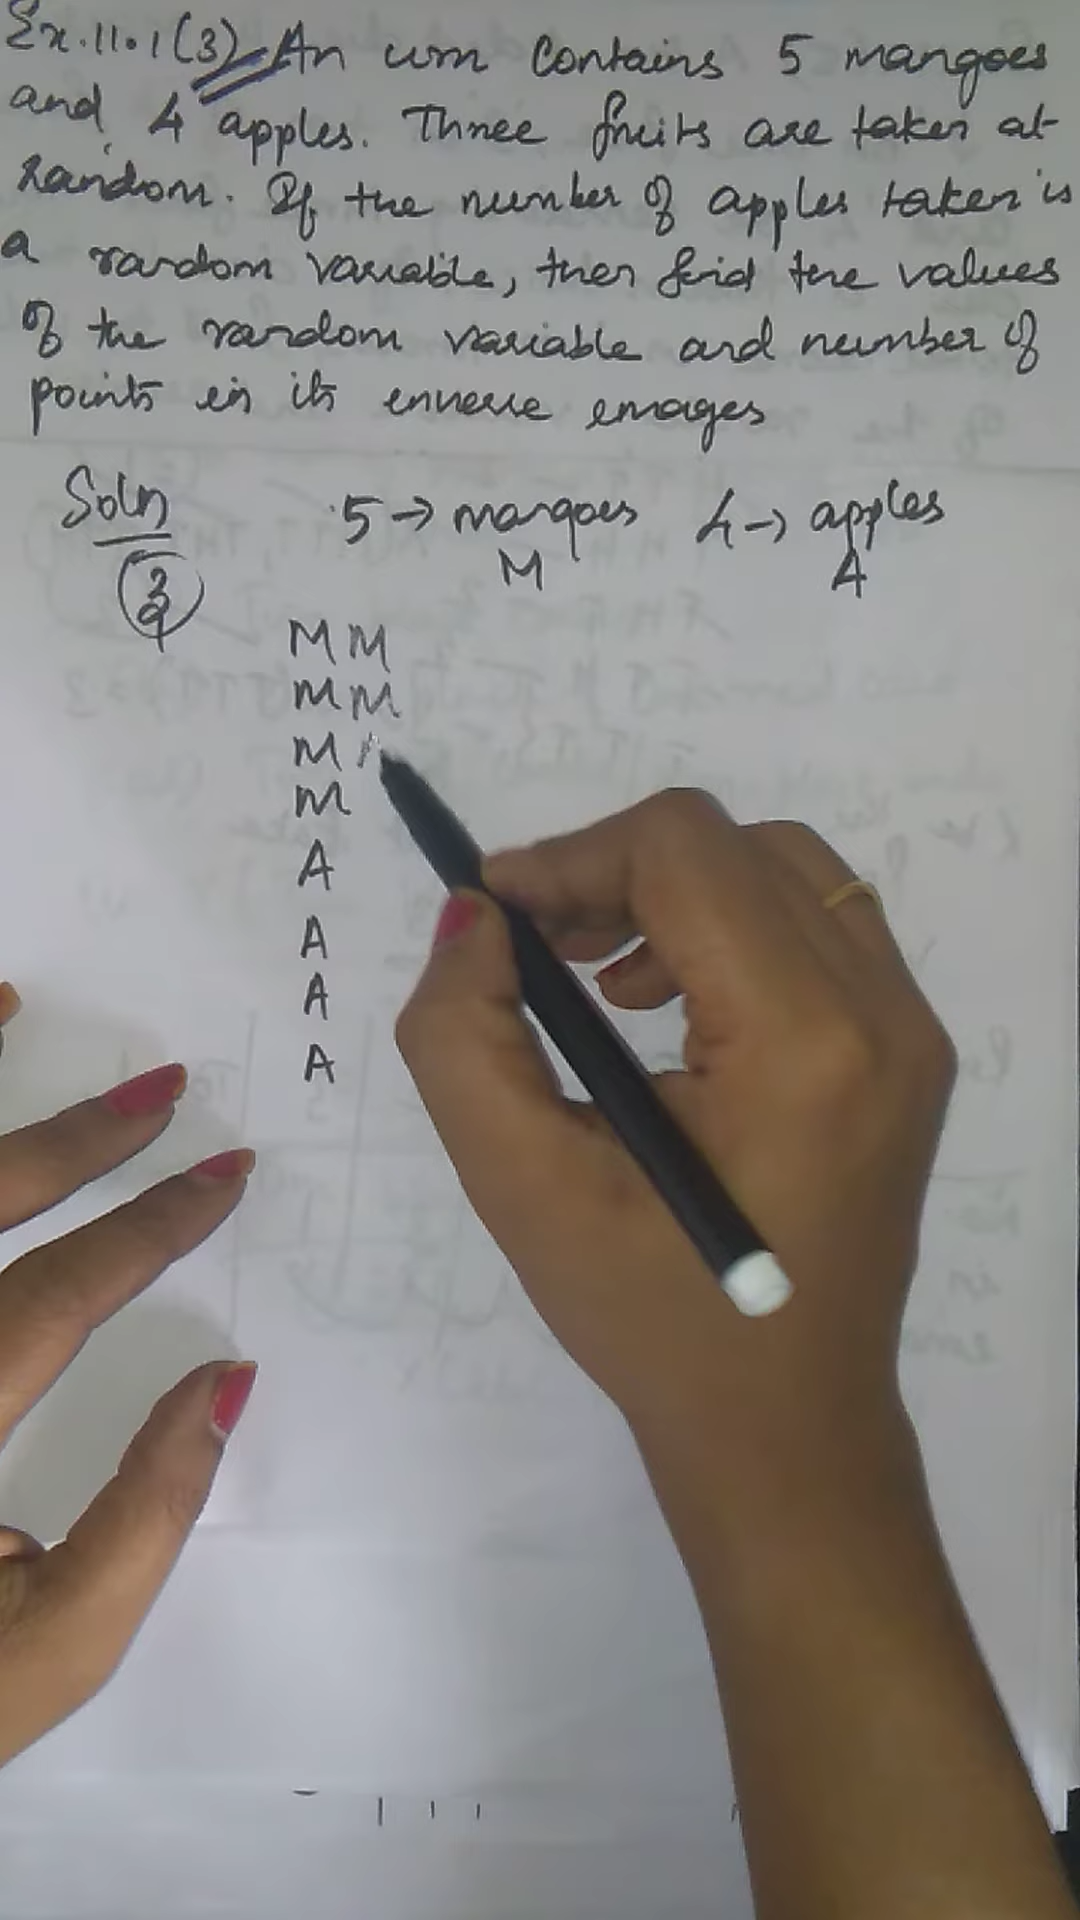 Ex.11.1(3) An urn contains 5 mangoes
and 4 apples. Three fruits are taken at
random. If the number of apples taken is
a random variable, then find the values
of the random variable and number of
points in its inverse images
Soln 5 → mangoes 4 → apples
M A
M M
M M
M
M
A
A
A
A